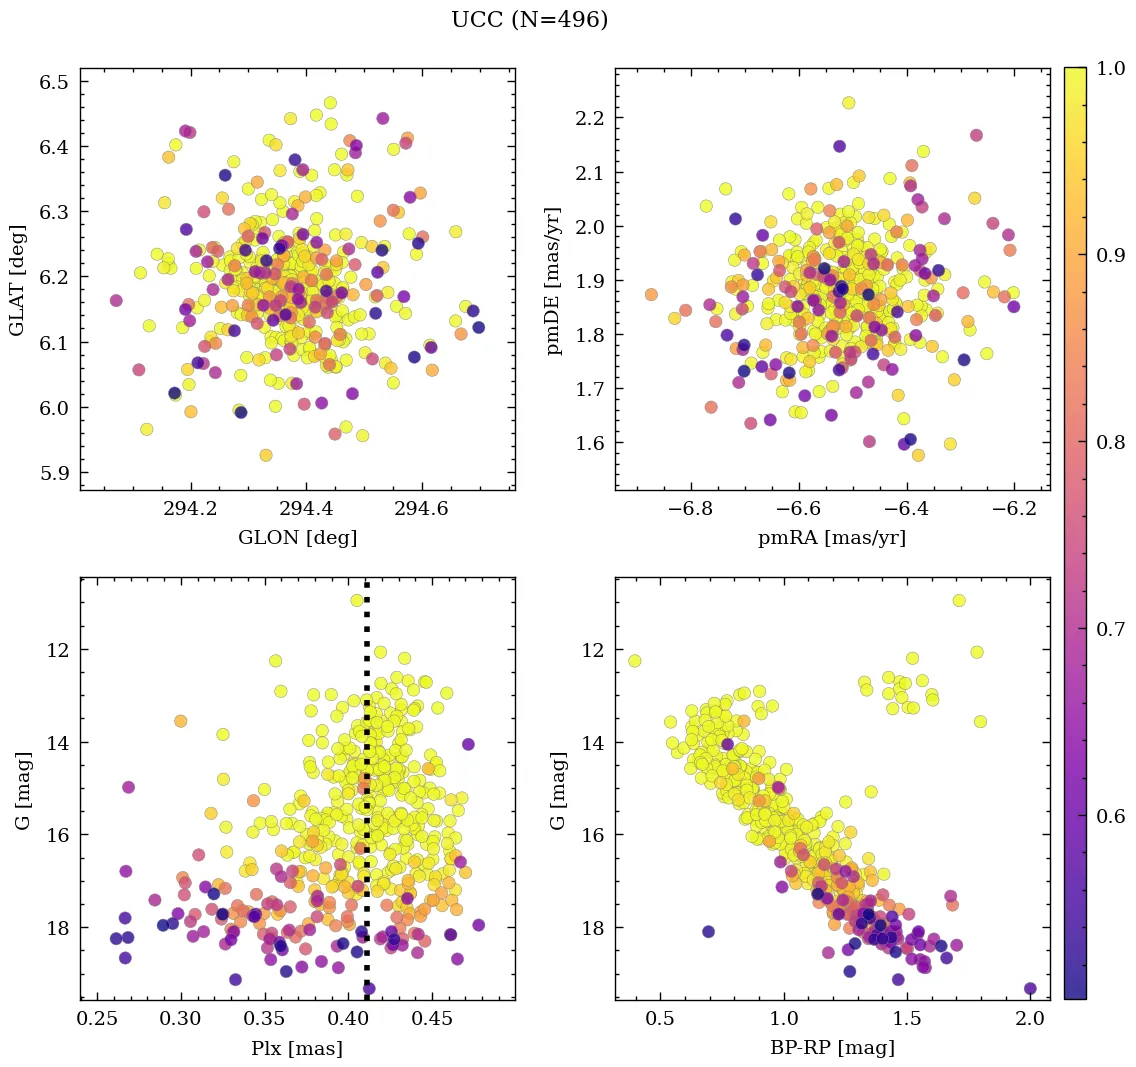 UCC (N=496)
6.5
6.4
6.3
6.2
6.1
6.0
5.9
GLAT [deg]
294.2 294.4 294.6
GLON [deg]
2.2
2.1
2.0
1.9
1.8
1.7
1.6
pmDE [mas/yr]
−6.8 −6.6 −6.4 −6.2
pmRA [mas/yr]
12
14
16
18
G [mag]
0.25 0.30 0.35 0.40 0.45
Plx [mas]
12
14
16
18
G [mag]
0.5 1.0 1.5 2.0
BP-RP [mag]
1.0
0.9
0.8
0.7
0.6